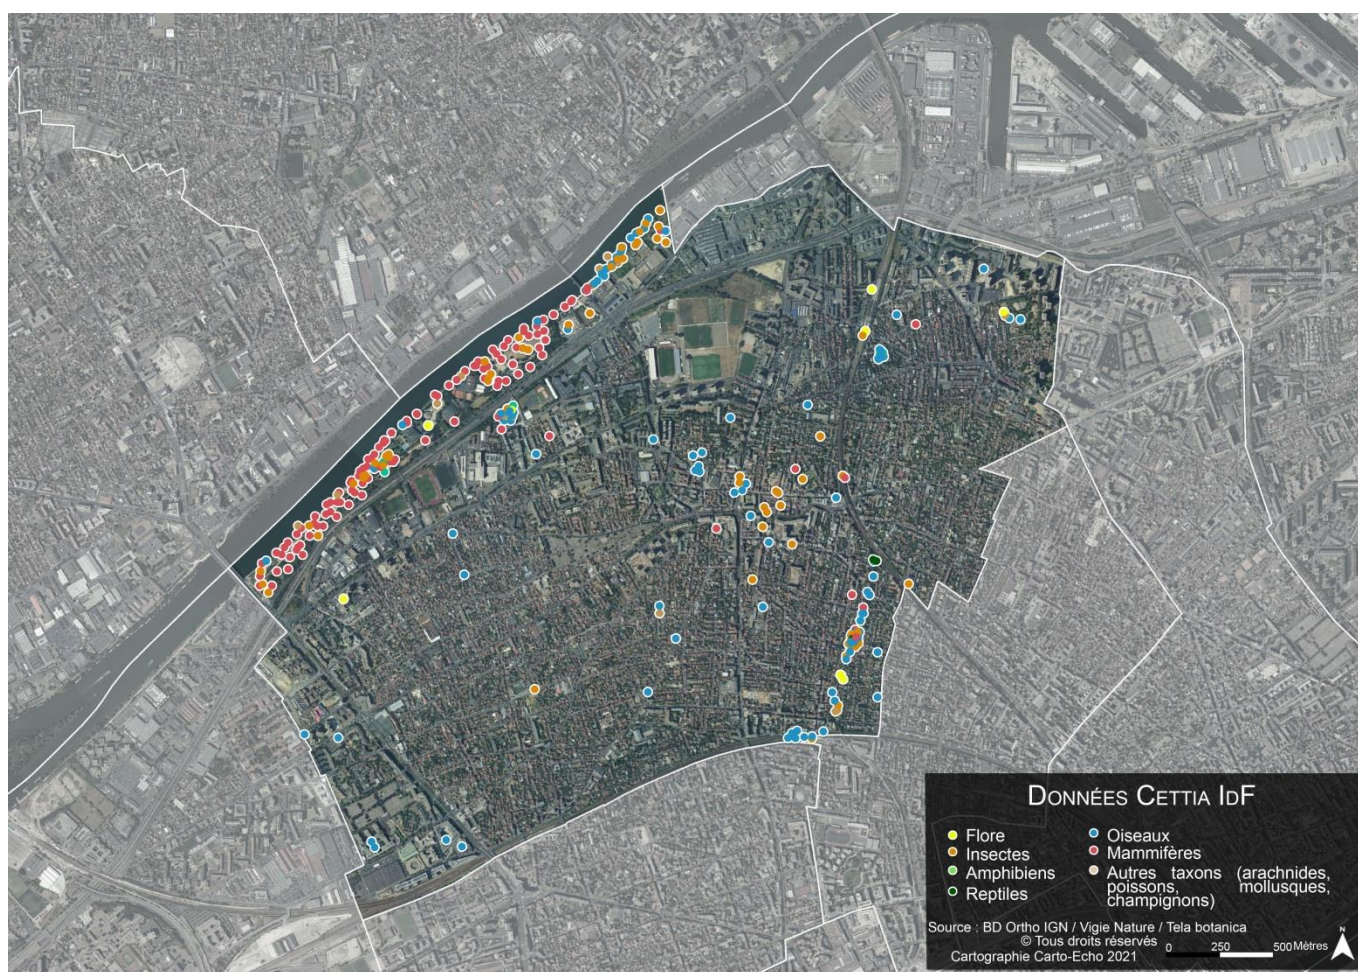 DONNÉES CETTIA IDF
Flore
Insectes
Amphibiens
Reptiles
Oiseaux
Mammifères
Autres taxons (arachnides,
poissons, mollusques,
champignons)
Source : BD Ortho IGN / Vigie Nature / Tela botanica
© Tous droits réservés
Cartographie Carto-Echo 2021
0 250 500 Mètres
N